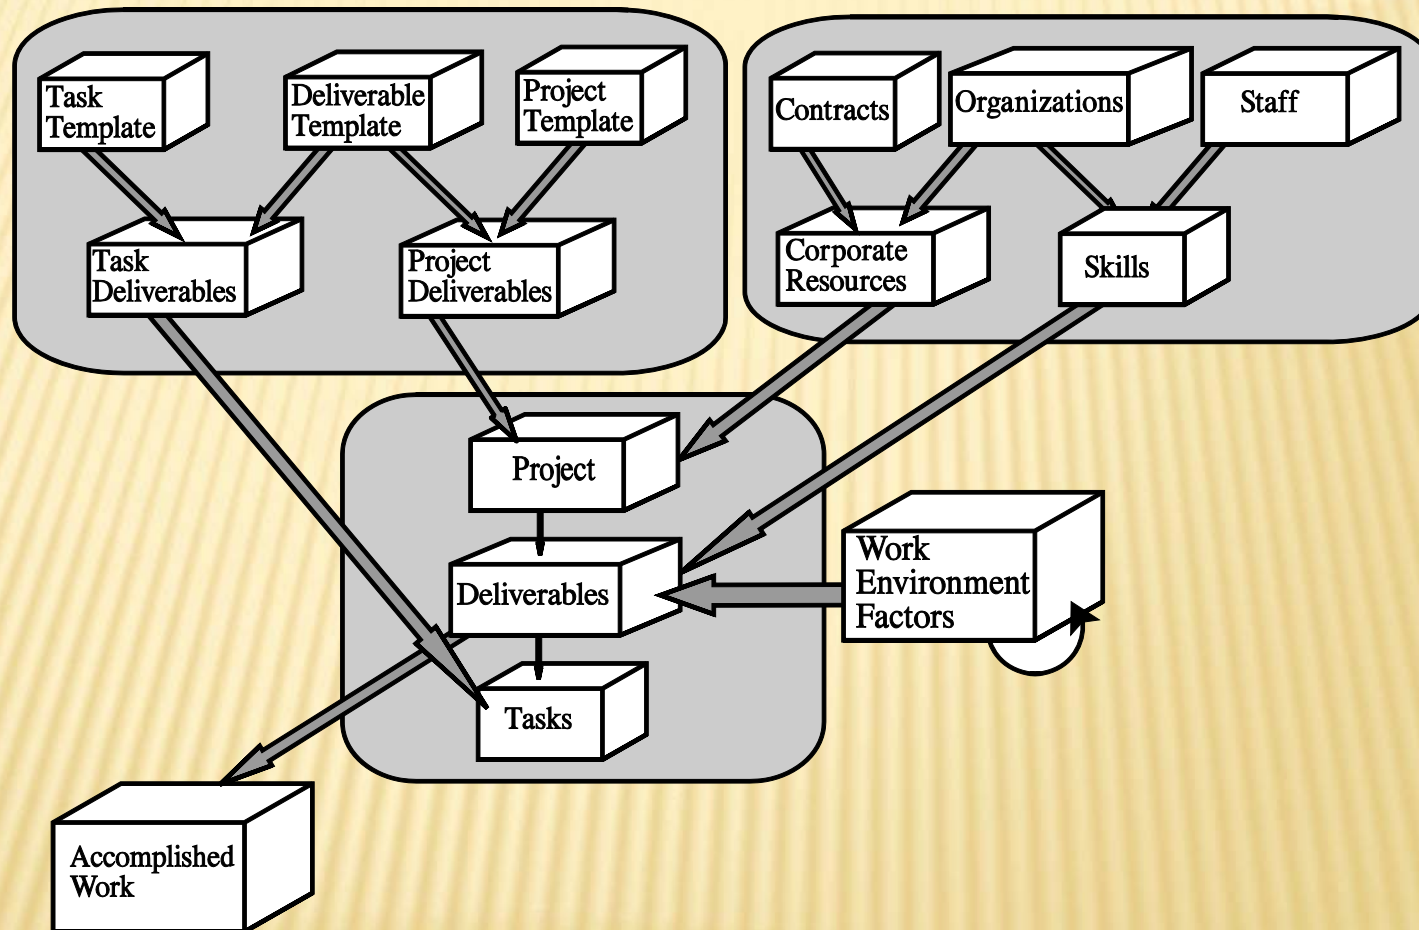 Task
Template
Deliverable
Template
Project
Template
Contracts
Organizations
Staff
Task
Deliverables
Project
Deliverables
Corporate
Resources
Skills
Project
Deliverables
Work
Environment
Factors
Tasks
Accomplished
Work